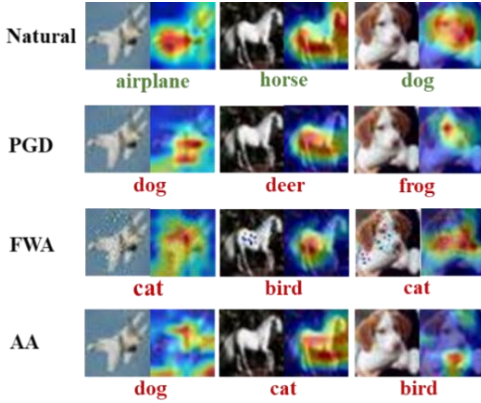 Natural
airplane horse dog
PGD
dog deer frog
FWA
cat bird cat
AA
dog cat bird